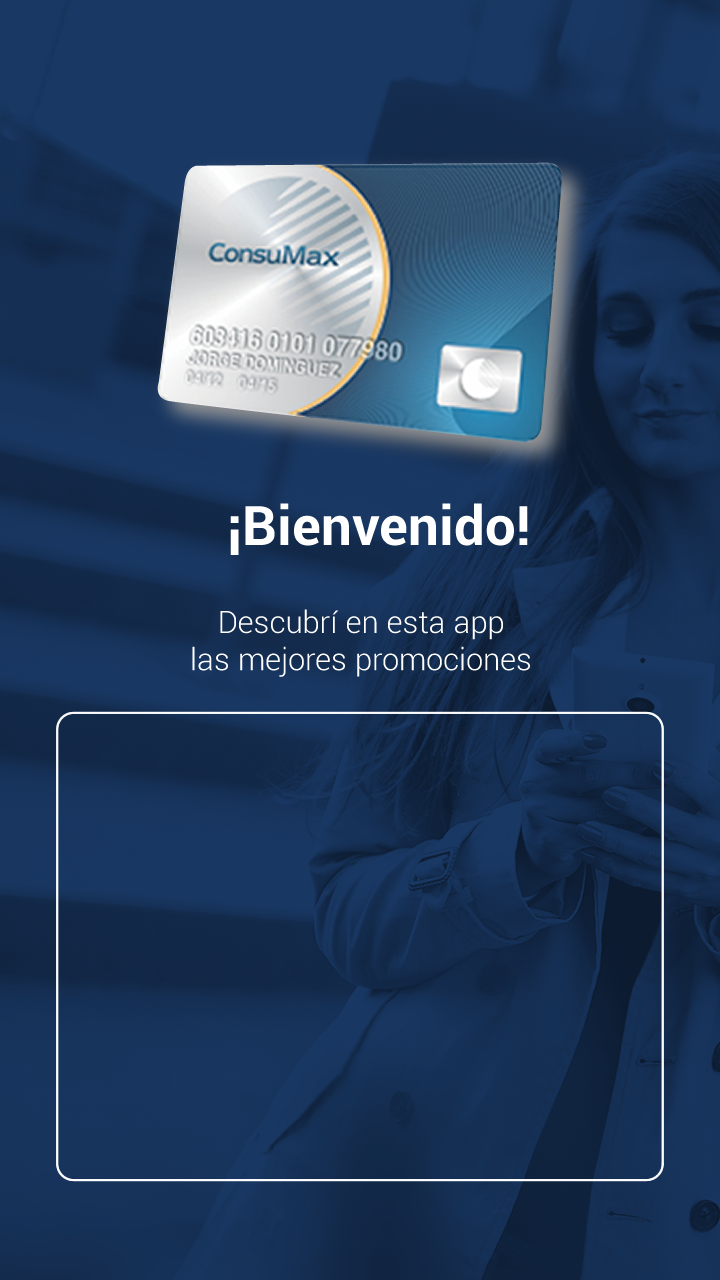 ConsuMax
603416 0101 077980
JORGE DOMINGUEZ
04/12 04/15
¡Bienvenido!
Descubrí en esta app
las mejores promociones